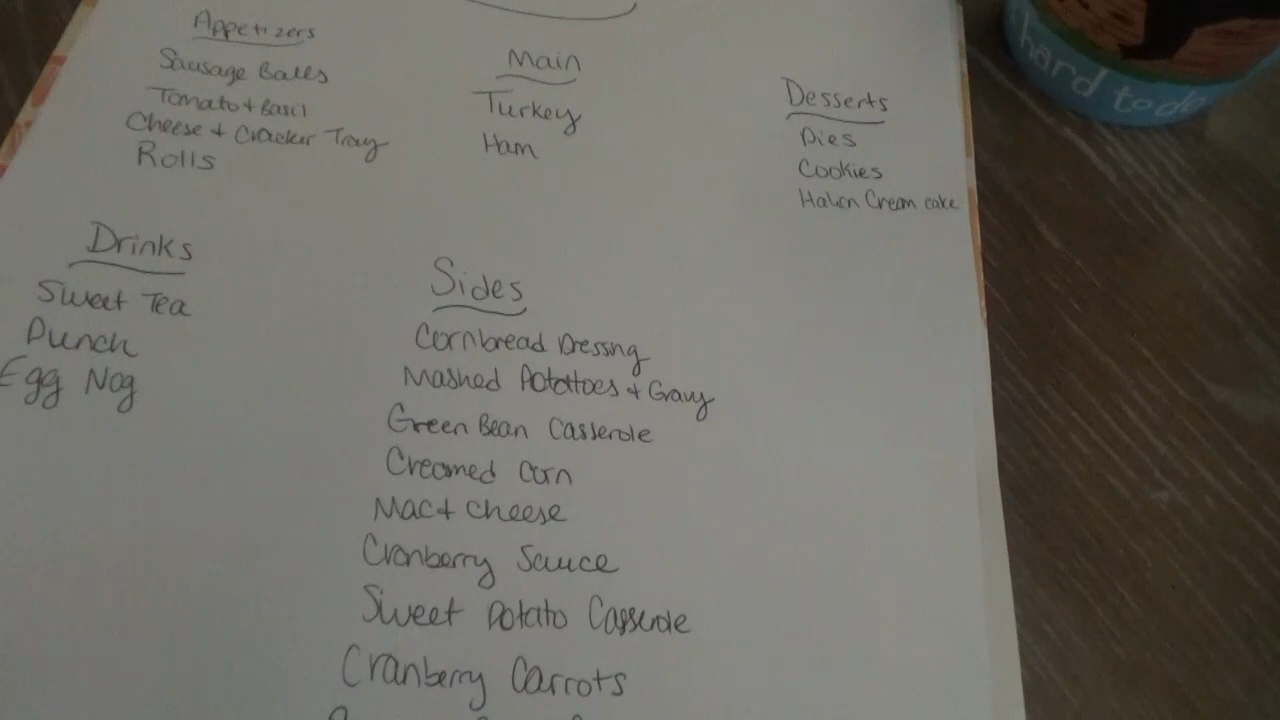 Appetizers
Sausage Balls
Tomato + Basil
Cheese + Cracker Tray
Rolls
Main
Turkey
Ham
Desserts
Pies
Cookies
Cream cake
Drinks
Sweet Tea
Punch
Egg Nog
Sides
Cornbread Dressing
Mashed Potattoes + Gravy
Green Bean Casserole
Creamed Corn
Mac + Cheese
Cranberry Sauce
Sweet Potato Casserole
Cranberry Carrots
hard to do